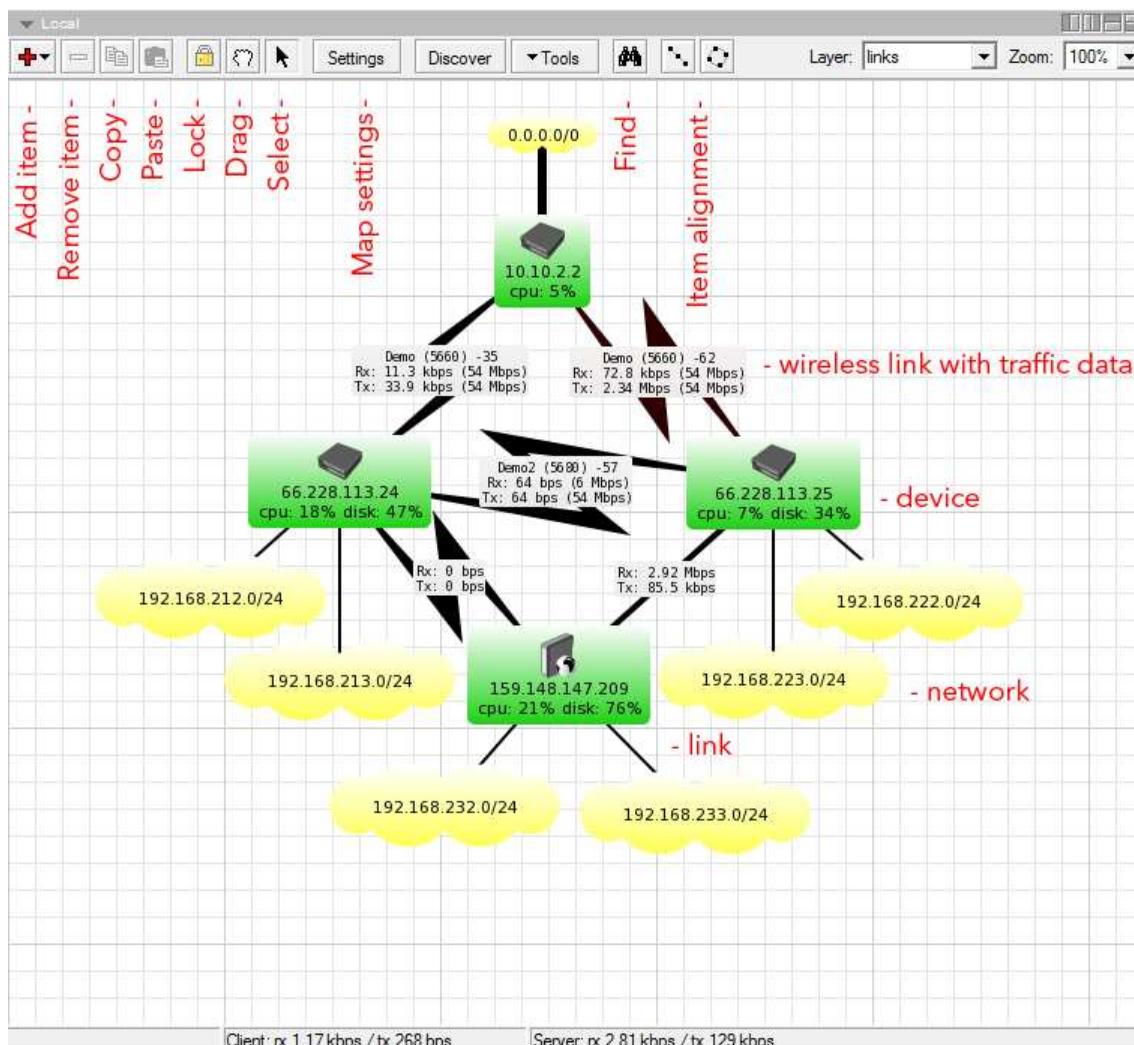 Local
Settings
Discover
Tools
Layer: links
Zoom: 100%
Add item -
Remove item -
Copy -
Paste -
Lock -
Drag -
Select -
Map settings -
Find -
Item alignment -
0.0.0.0/0
10.10.2.2
cpu: 5%
Demo (5660) -35
Rx: 11.3 kbps (54 Mbps)
Tx: 33.9 kbps (54 Mbps)
Demo (5660) -62
Rx: 72.8 kbps (54 Mbps)
Tx: 2.34 Mbps (54 Mbps)
- wireless link with traffic data
66.228.113.24
cpu: 18% disk: 47%
Demo2 (5680) -57
Rx: 64 bps (6 Mbps)
Tx: 64 bps (54 Mbps)
66.228.113.25
cpu: 7% disk: 34%
- device
Rx: 0 bps
Tx: 0 bps
Rx: 2.92 Mbps
Tx: 85.5 kbps
192.168.212.0/24
192.168.222.0/24
192.168.213.0/24
159.148.147.209
cpu: 21% disk: 76%
192.168.223.0/24
- network
- link
192.168.232.0/24
192.168.233.0/24
Client: rx 1.17 kbps / tx 268 bps
Server: rx 2.81 kbps / tx 129 kbps